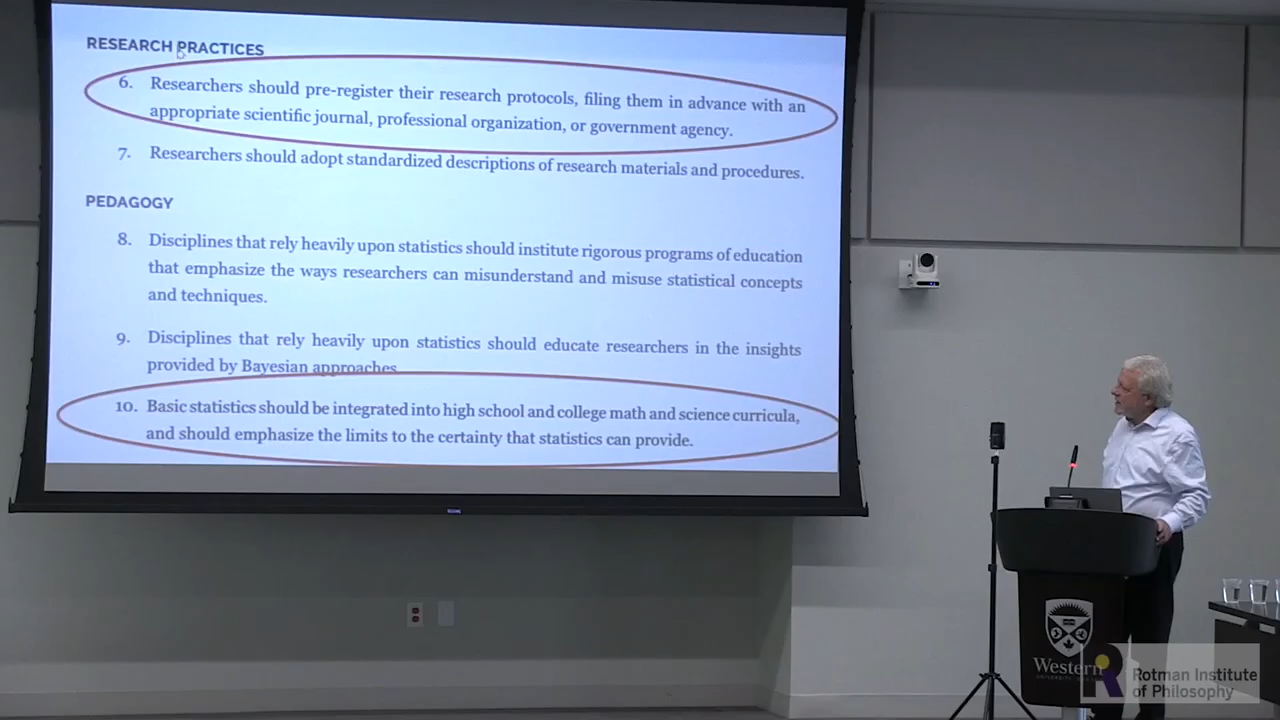 RESEARCH PRACTICES
6. Researchers should pre-register their research protocols, filing them in advance with an
appropriate scientific journal, professional organization, or government agency.
7. Researchers should adopt standardized descriptions of research materials and procedures.
PEDAGOGY
8. Disciplines that rely heavily upon statistics should institute rigorous programs of education
that emphasize the ways researchers can misunderstand and misuse statistical concepts
and techniques.
9. Disciplines that rely heavily upon statistics should educate researchers in the insights
provided by Bayesian approaches
10. Basic statistics should be integrated into high school and college math and science curricula,
and should emphasize the limits to the certainty that statistics can provide.
Western
R Rotman Institute
of Philosophy